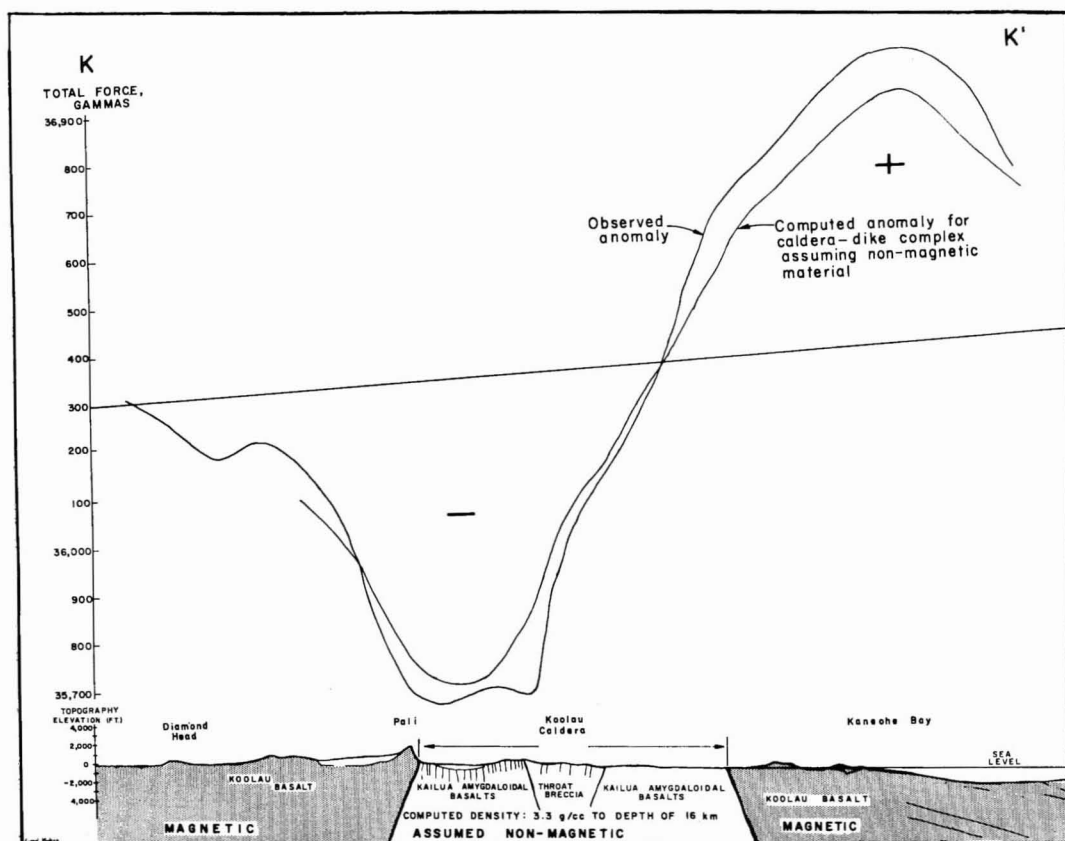 K
K'
TOTAL FORCE,
GAMMAS
36,900
800
700
600
500
400
300
200
100
36,000
900
800
35,700
Observed
anomaly
Computed anomaly for
caldera-dike complex
assuming non-magnetic
material
+
−
TOPOGRAPHY
ELEVATION (FT.)
4,000
2,000
0
-2,000
4,000
Diamond
Head
Pali
Koolau
Caldera
Kaneohe Bay
SEA
LEVEL
KOOLAU
BASALT
KAILUA AMYGDALOIDAL
BASALTS
THROAT
BRECCIA
KAILUA AMYGDALOIDAL
BASALTS
KOOLAU BASALT
COMPUTED DENSITY: 3.3 g/cc TO DEPTH OF 16 km
MAGNETIC
ASSUMED NON-MAGNETIC
MAGNETIC